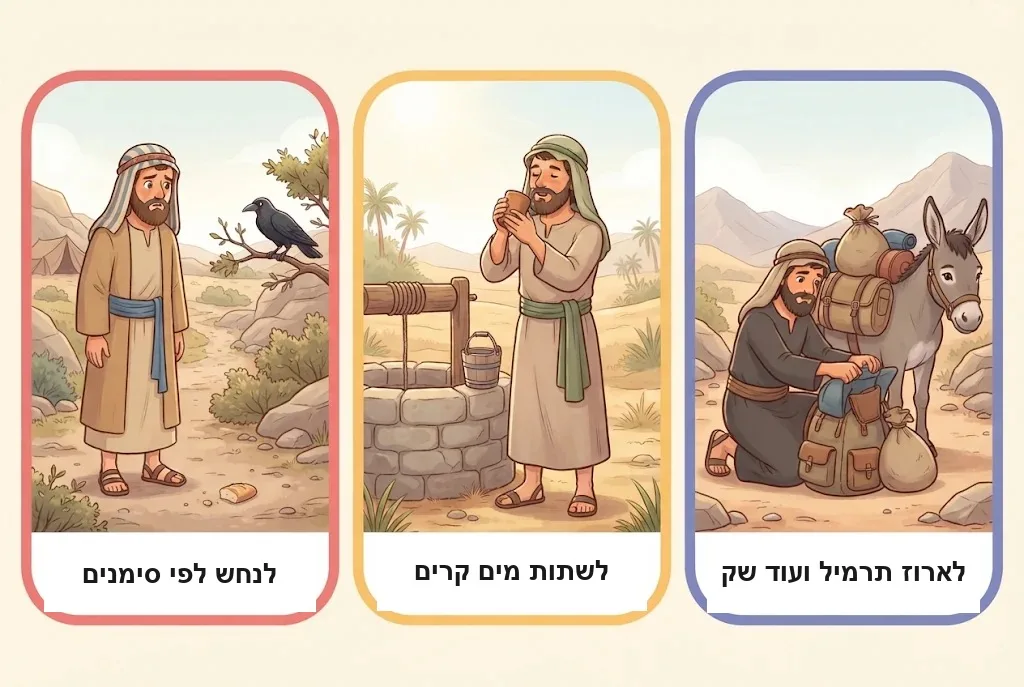 לארוז תרמיל ועוד שק
לשתות מים קרים
לנחש לפי סימנים